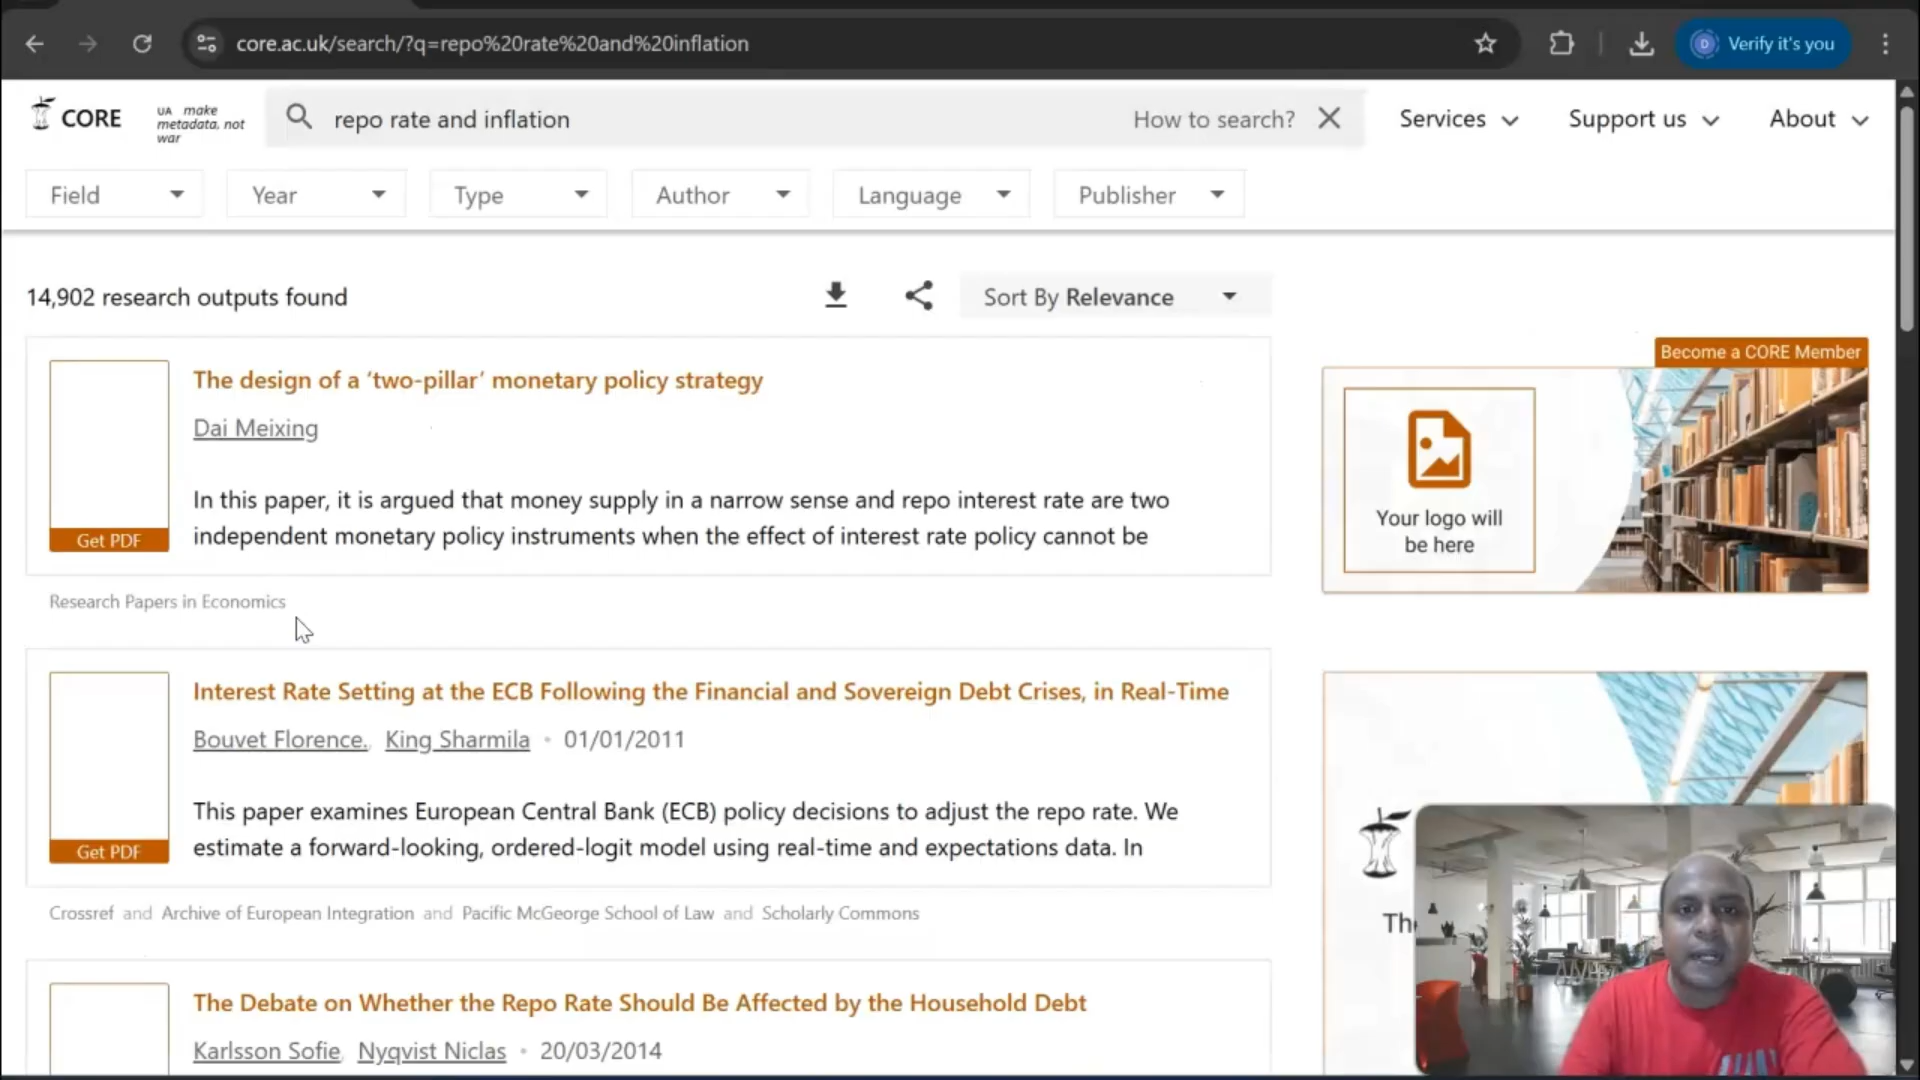 core.ac.uk/search/?q=repo%20rate%20and%20inflation
D Verify it's you
CORE
UA make
metadata, not
war
repo rate and inflation
How to search?
Services
Support us
About
Field
Year
Type
Author
Language
Publisher
14,902 research outputs found
Sort By Relevance
The design of a ‘two-pillar’ monetary policy strategy
Dai Meixing
In this paper, it is argued that money supply in a narrow sense and repo interest rate are two
independent monetary policy instruments when the effect of interest rate policy cannot be
Get PDF
Research Papers in Economics
Become a CORE Member
Your logo will
be here
Interest Rate Setting at the ECB Following the Financial and Sovereign Debt Crises, in Real-Time
Bouvet Florence., King Sharmila • 01/01/2011
This paper examines European Central Bank (ECB) policy decisions to adjust the repo rate. We
estimate a forward-looking, ordered-logit model using real-time and expectations data. In
Get PDF
Crossref and Archive of European Integration and Pacific McGeorge School of Law and Scholarly Commons
The Debate on Whether the Repo Rate Should Be Affected by the Household Debt
Karlsson Sofie, Nyqvist Niclas • 20/03/2014